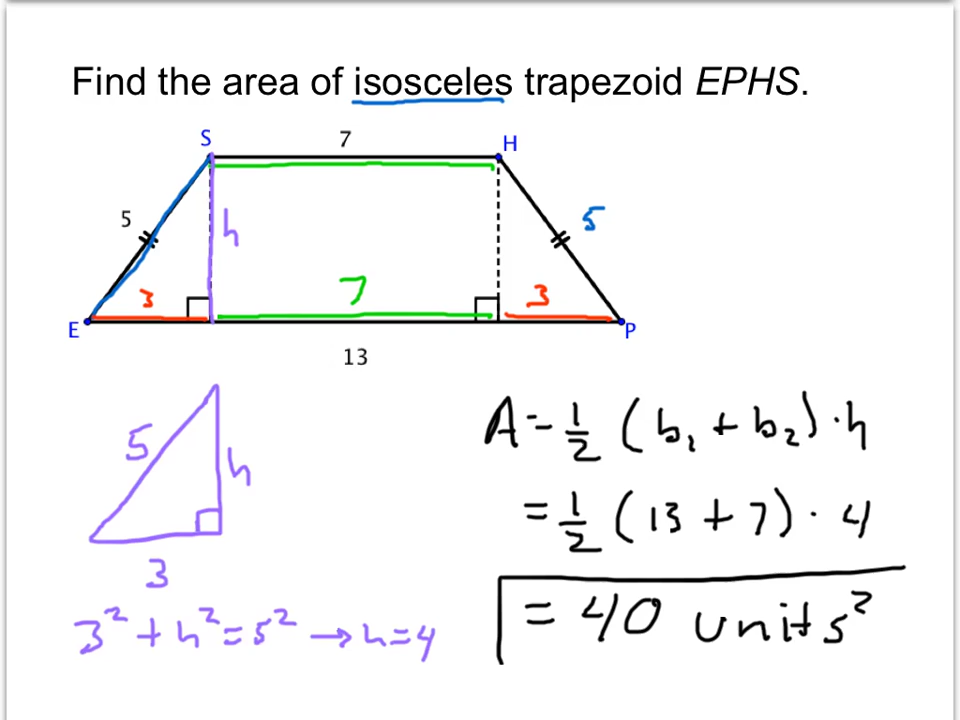 Find the area of isosceles trapezoid EPHS.
S 7 H
5 h 5
3 7 3
E P
13
5 h
3
3² + h² = 5² → h = 4
A = ½ (b₁ + b₂) · h
= ½ (13 + 7) · 4
= 40 units²